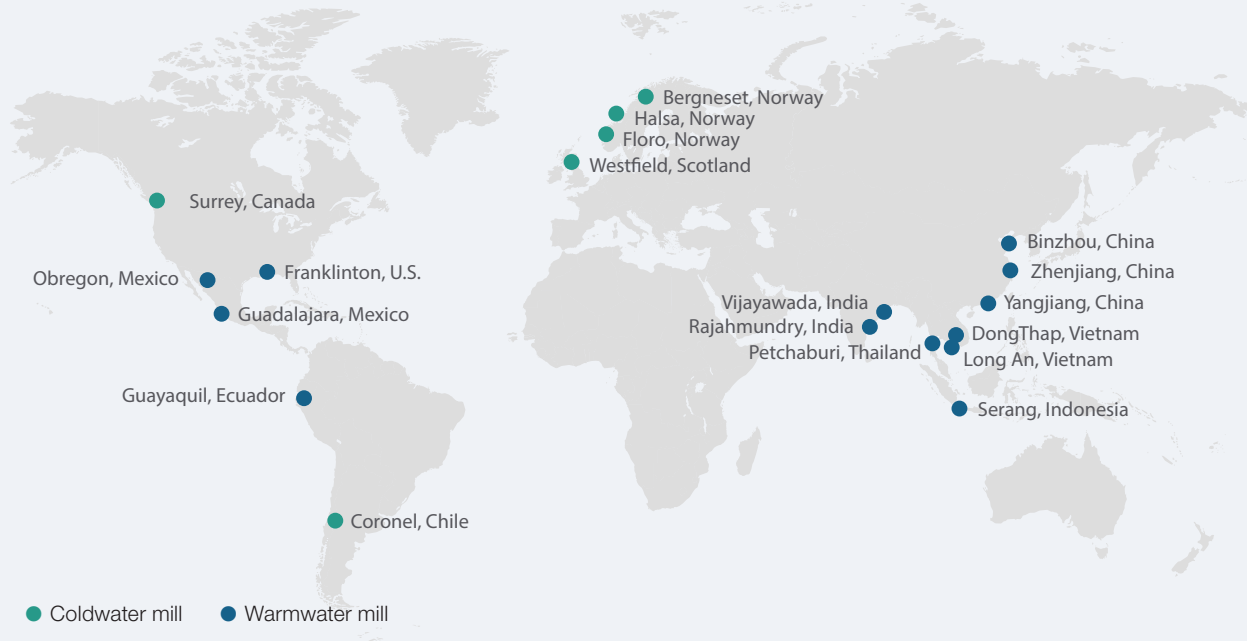 Bergneset, Norway
Halsa, Norway
Floro, Norway
Westfield, Scotland
Surrey, Canada
Binzhou, China
Obregon, Mexico
Franklinton, U.S.
Zhenjiang, China
Guadalajara, Mexico
Vijayawada, India
Yangjiang, China
Rajahmundry, India
DongThap, Vietnam
Petchaburi, Thailand
Long An, Vietnam
Guayaquil, Ecuador
Serang, Indonesia
Coronel, Chile
Coldwater mill
Warmwater mill